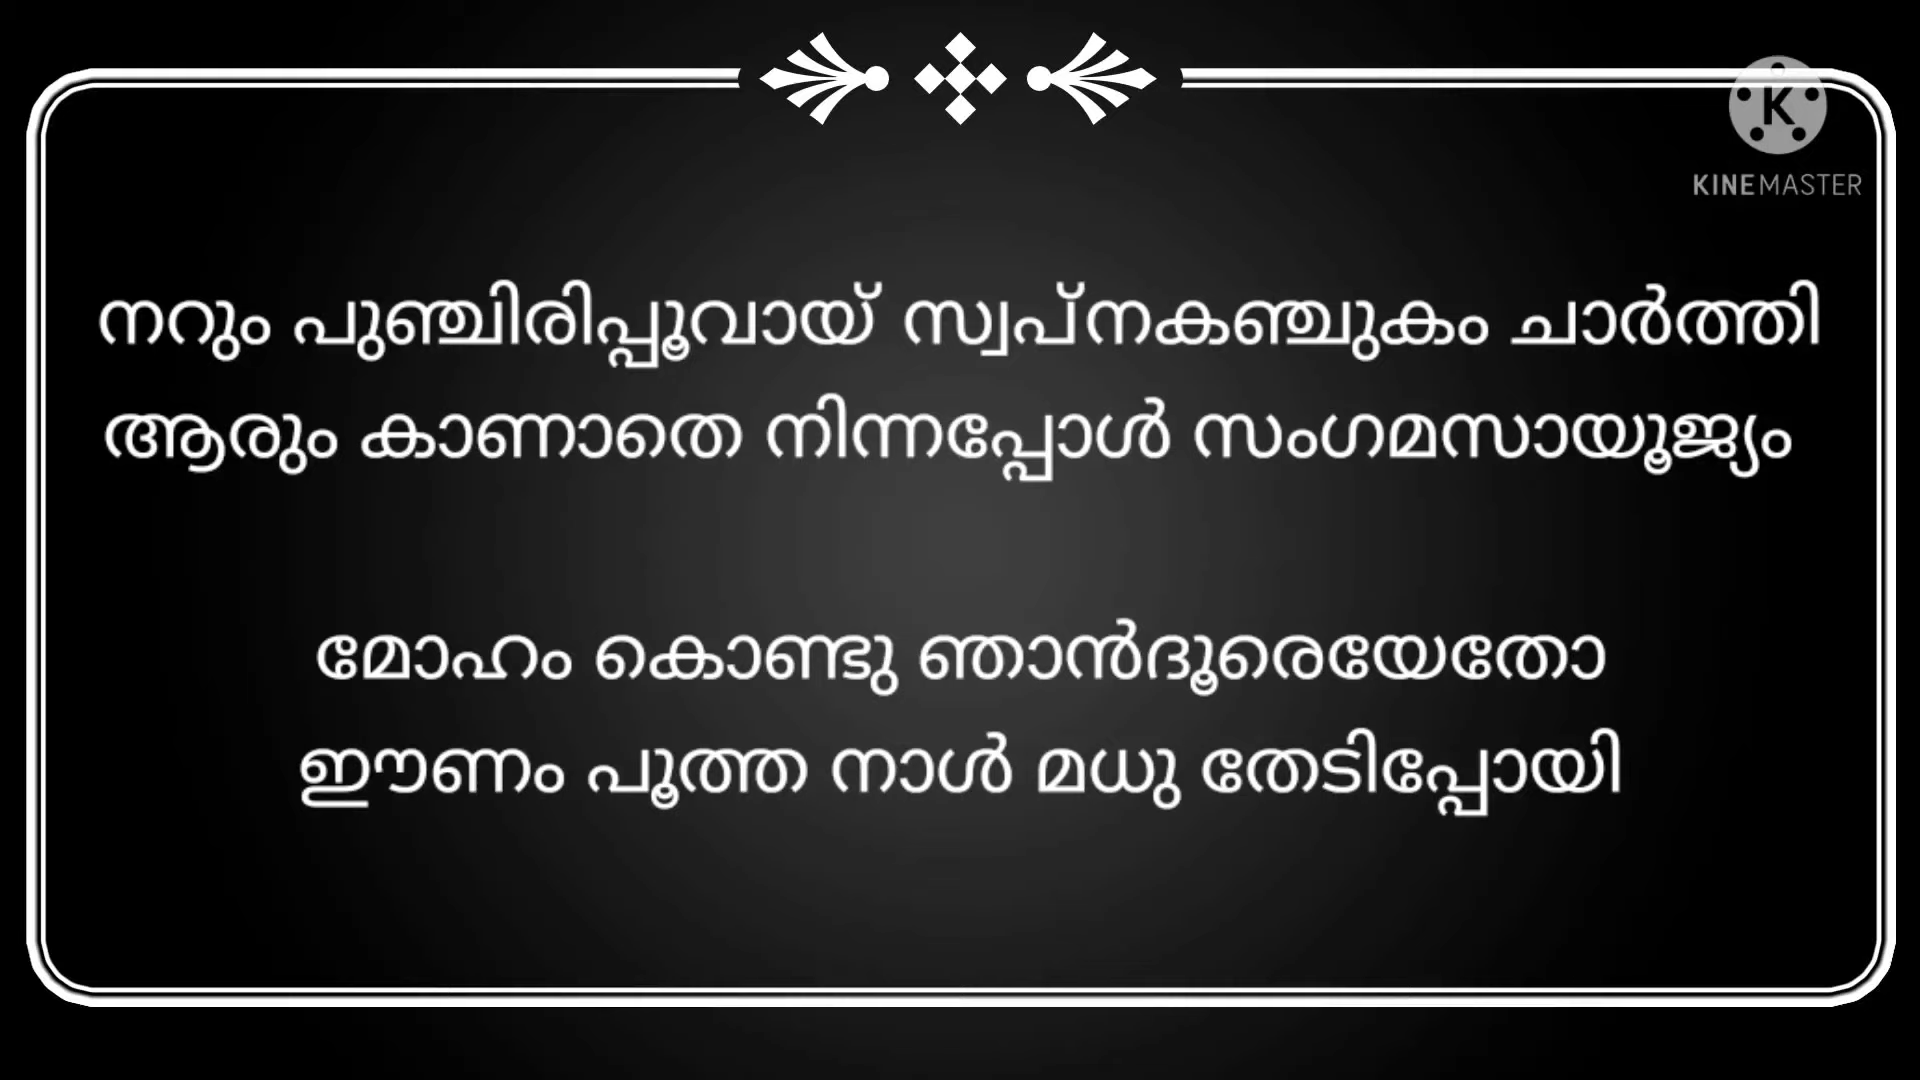 KINEMASTER
നറും പുഞ്ചിരിപ്പൂവായ് സ്വപ്നകഞ്ചുകം ചാർത്തി
ആരും കാണാതെ നിന്നപ്പോൾ സംഗമസായൂജ്യം
മോഹം കൊണ്ടു ഞാൻദൂരെയേതോ
ഈണം പൂത്ത നാൾ മധു തേടിപ്പോയി